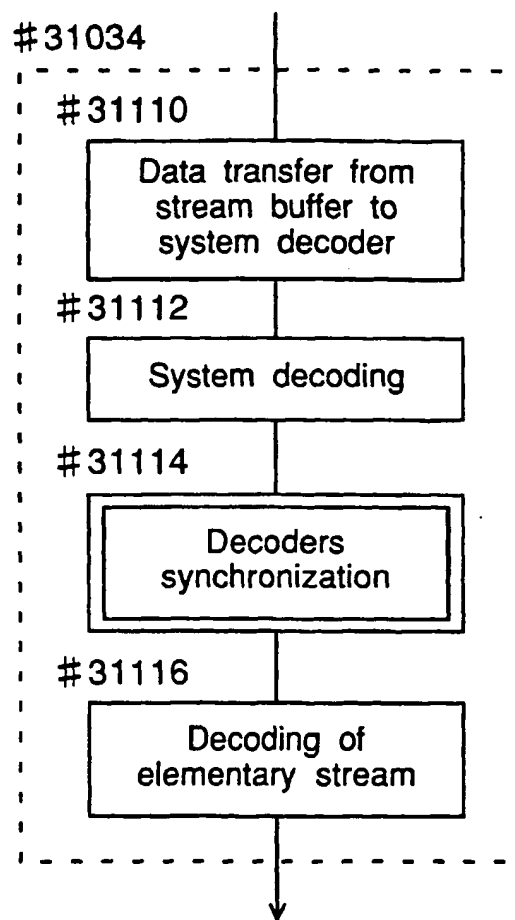 #31034
#31110
Data transfer from
stream buffer to
system decoder
#31112
System decoding
#31114
Decoders
synchronization
#31116
Decoding of
elementary stream